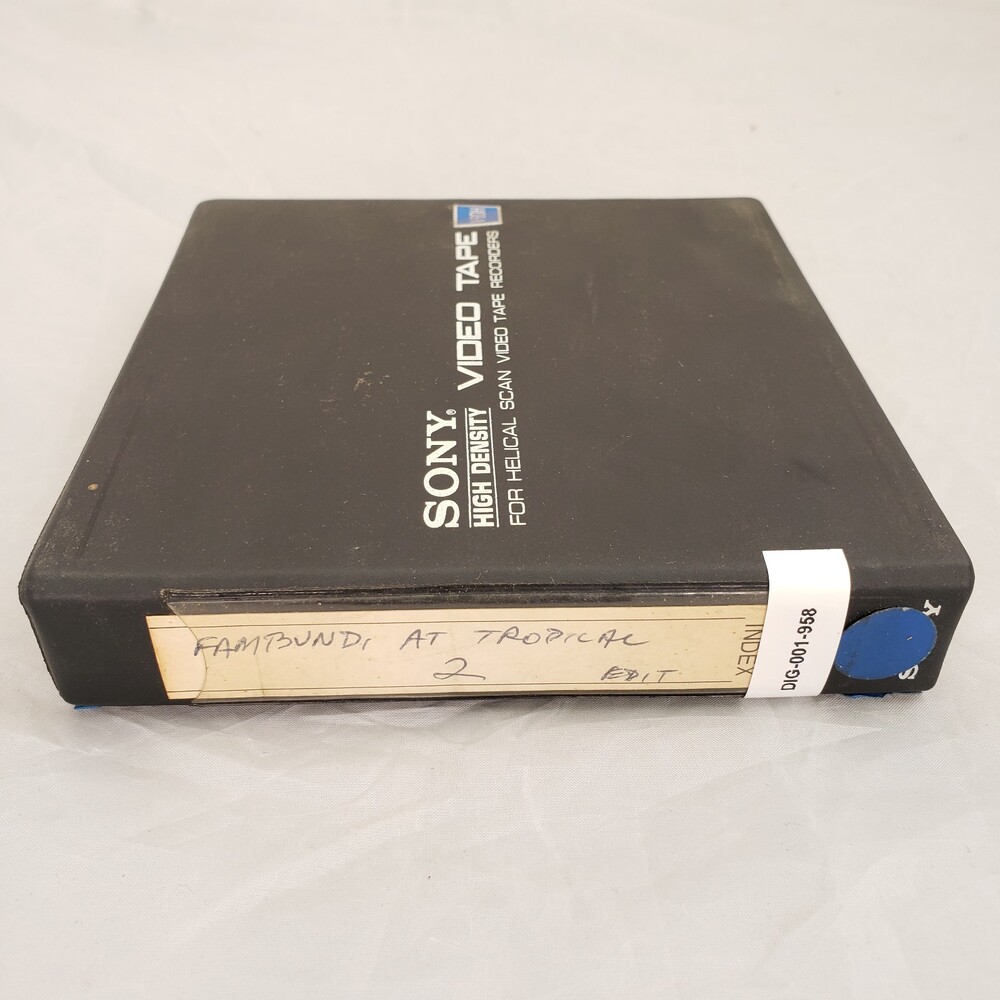 SONY®
HIGH DENSITY VIDEO TAPE
FOR HELICAL SCAN VIDEO TAPE RECORDERS
FAMBUNDI AT TROPICAL
2 EDIT
INDEX
DIG-001-958